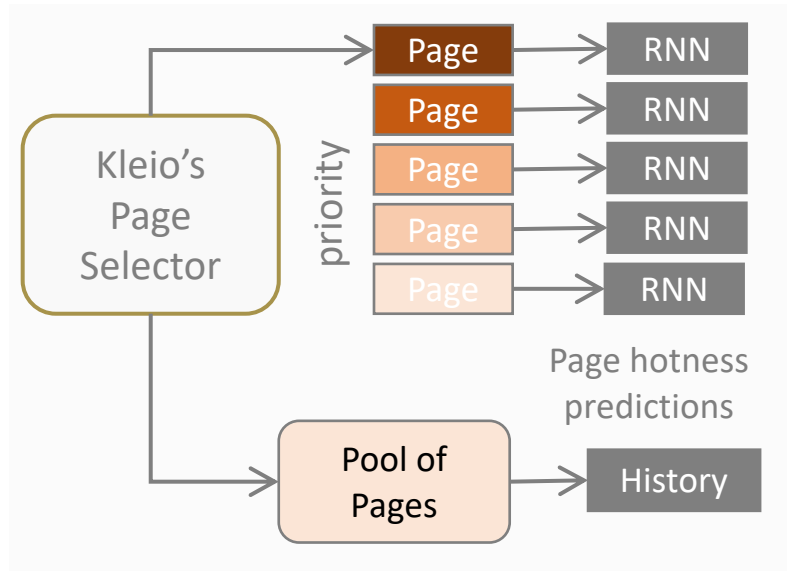 Kleio’s
Page
Selector
priority
Page
RNN
Page
RNN
Page
RNN
Page
RNN
Page
RNN
Page hotness
predictions
Pool of
Pages
History